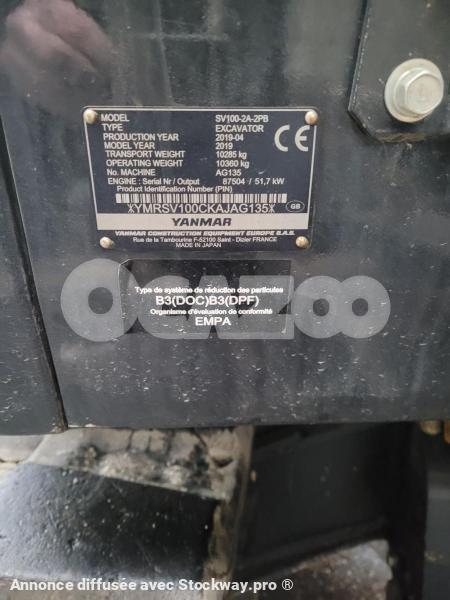 MODEL SV100-2A-2PB
TYPE EXCAVATOR
PRODUCTION YEAR 2019-04
MODEL YEAR 2019
TRANSPORT WEIGHT 10285 kg
OPERATING WEIGHT 10360 kg
No. MACHINE AG135
ENGINE : Serial Nr / Output 87504 / 51,7 kW
Product Identification Number (PIN)
*YMRSV100CKAJAG135*
CE
GB
YANMAR
YANMAR CONSTRUCTION EQUIPMENT EUROPE S.A.S.
Rue de la Tambourine F-52100 Saint - Dizier FRANCE
MADE IN JAPAN
OCAZOO
Type de système de réduction des particules
B3(DOC)B3(DPF)
Organisme d'évaluation de conformité
EMPA
Annonce diffusée avec Stockway.pro ®